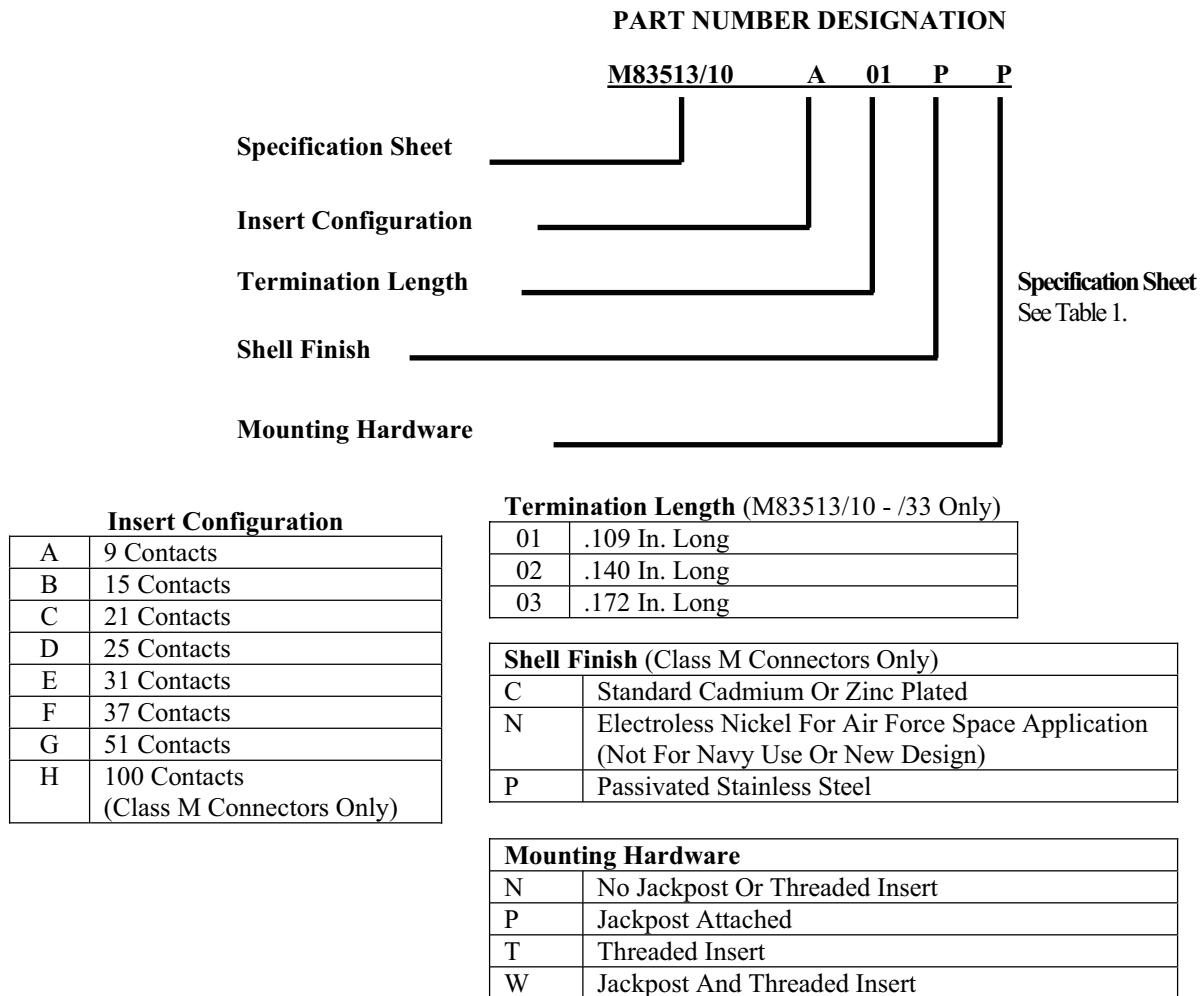 PART NUMBER DESIGNATION
M83513/10 A 01 P P
Specification Sheet
Insert Configuration
Termination Length
Specification Sheet
See Table 1.
Shell Finish
Mounting Hardware
Insert Configuration
A 9 Contacts
B 15 Contacts
C 21 Contacts
D 25 Contacts
E 31 Contacts
F 37 Contacts
G 51 Contacts
H 100 Contacts
(Class M Connectors Only)
Termination Length (M83513/10 - /33 Only)
01 .109 In. Long
02 .140 In. Long
03 .172 In. Long
Shell Finish (Class M Connectors Only)
C Standard Cadmium Or Zinc Plated
N Electroless Nickel For Air Force Space Application
(Not For Navy Use Or New Design)
P Passivated Stainless Steel
Mounting Hardware
N No Jackpost Or Threaded Insert
P Jackpost Attached
T Threaded Insert
W Jackpost And Threaded Insert